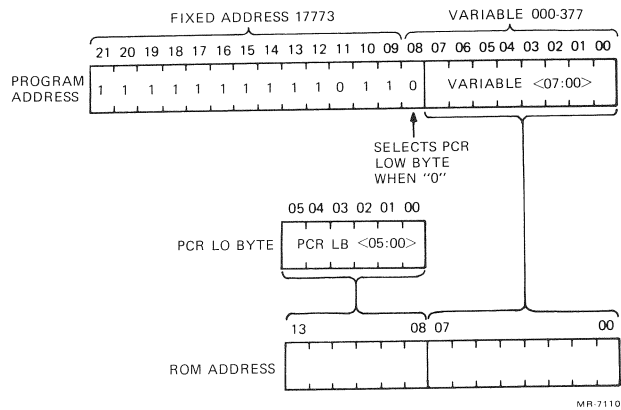 FIXED ADDRESS 17773
VARIABLE 000-377
21 20 19 18 17 16 15 14 13 12 11 10 09 08 07 06 05 04 03 02 01 00
PROGRAM
ADDRESS
1 1 1 1 1 1 1 1 1 1 0 1 1 0
VARIABLE <07:00>
SELECTS PCR
LOW BYTE
WHEN "0"
05 04 03 02 01 00
PCR LO BYTE
PCR LB <05:00>
13 08 07 00
ROM ADDRESS
MR-7110